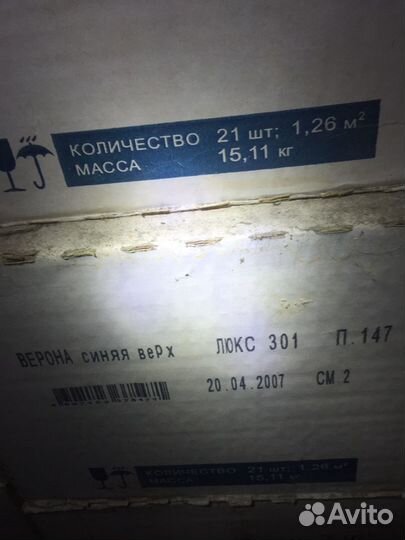 КОЛИЧЕСТВО 21 шт; 1,26 м²
МАССА 15,11 кг
ВЕРОНА синяя веРх ЛЮКС 301 П.147
20.04.2007 СМ 2
КОЛИЧЕСТВО 21 шт; 1,26 м²
МАССА 15,11 кг
Avito